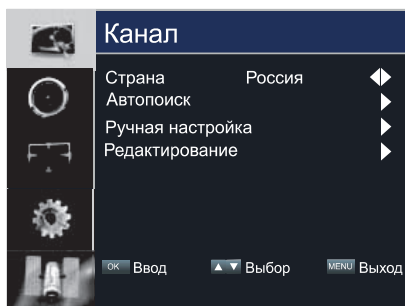 Канал
Страна Россия
Автопоиск
Ручная настройка
Редактирование
OK Ввод ▲ ▼ Выбор MENU Выход